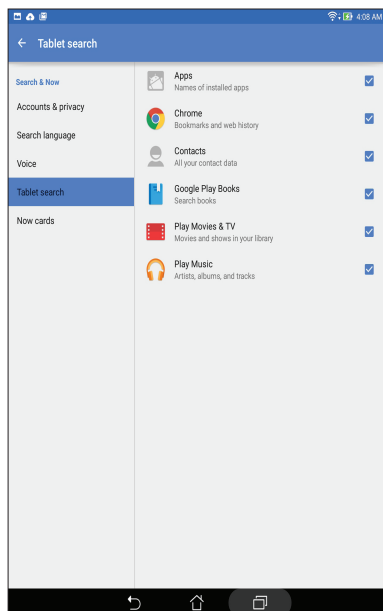 4:08 AM
Tablet search
Search & Now
Accounts & privacy
Search language
Voice
Tablet search
Now cards
Apps
Names of installed apps
Chrome
Bookmarks and web history
Contacts
All your contact data
Google Play Books
Search books
Play Movies & TV
Movies and shows in your library
Play Music
Artists, albums, and tracks